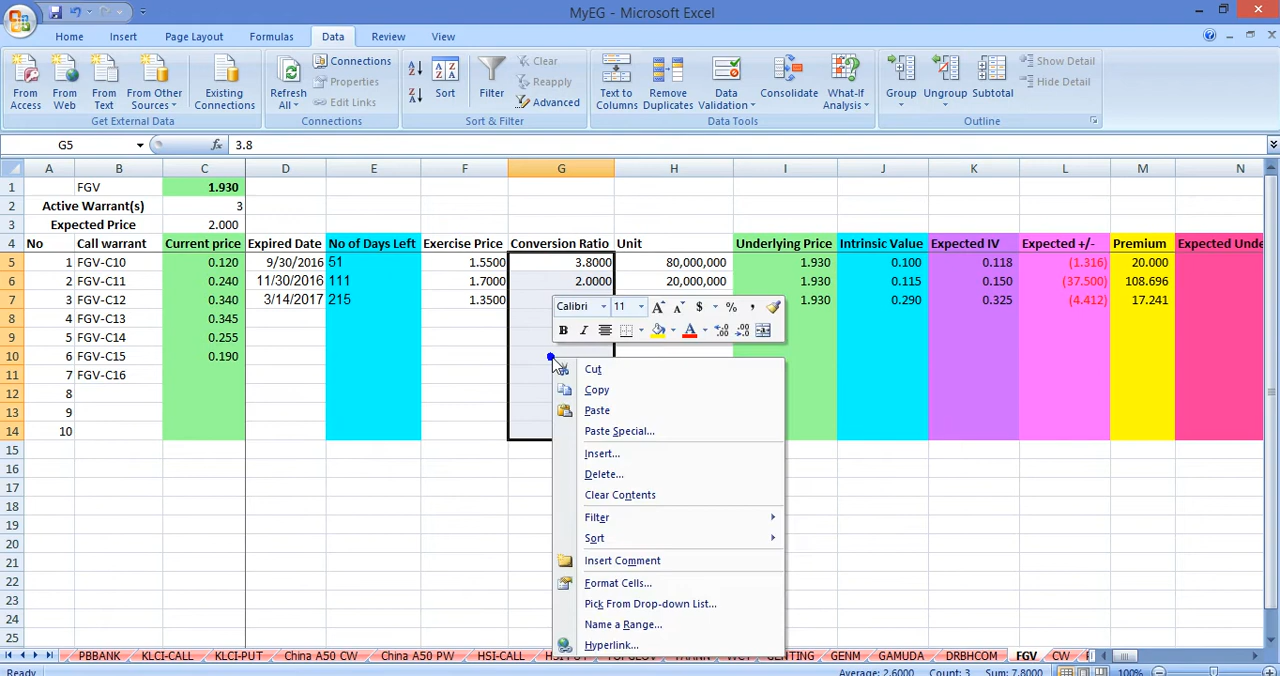 MyEG - Microsoft Excel
Home Insert Page Layout Formulas Data Review View
From Access
From Web
From Text
From Other Sources
Existing Connections
Get External Data
Refresh All
Connections
Properties
Edit Links
Connections
Sort
Filter
Clear
Reapply
Advanced
Sort & Filter
Text to Columns
Remove Duplicates
Data Validation
Consolidate
What-If Analysis
Data Tools
Group
Ungroup
Subtotal
Show Detail
Hide Detail
Outline
G5 fx 3.8
A B C D E F G H I J K L M N
1 FGV 1.930
2 Active Warrant(s) 3
3 Expected Price 2.000
4 No Call warrant Current price Expired Date No of Days Left Exercise Price Conversion Ratio Unit Underlying Price Intrinsic Value Expected IV Expected +/- Premium Expected Unde
5 1 FGV-C10 0.120 9/30/2016 51 1.5500 3.8000 80,000,000 1.930 0.100 0.118 (1.316) 20.000
6 2 FGV-C11 0.240 11/30/2016 111 1.7000 2.0000 20,000,000 1.930 0.115 0.150 (37.500) 108.696
7 3 FGV-C12 0.340 3/14/2017 215 1.3500 1.930 0.290 0.325 (4.412) 17.241
8 4 FGV-C13 0.345
9 5 FGV-C14 0.255
10 6 FGV-C15 0.190
11 7 FGV-C16
12 8
13 9
14 10
15
16
17
18
19
20
21
22
23
24
25
Calibri 11 A A $ % ,
B I A
Cut
Copy
Paste
Paste Special...
Insert...
Delete...
Clear Contents
Filter
Sort
Insert Comment
Format Cells...
Pick From Drop-down List...
Name a Range...
Hyperlink...
PBBANK KLCI-CALL KLCI-PUT China A50 CW China A50 PW HSI-CALL GENTING GENM GAMUDA DRBHCOM FGV CW
Ready Average: 2.6000 Count: 3 Sum: 7.8000 100%